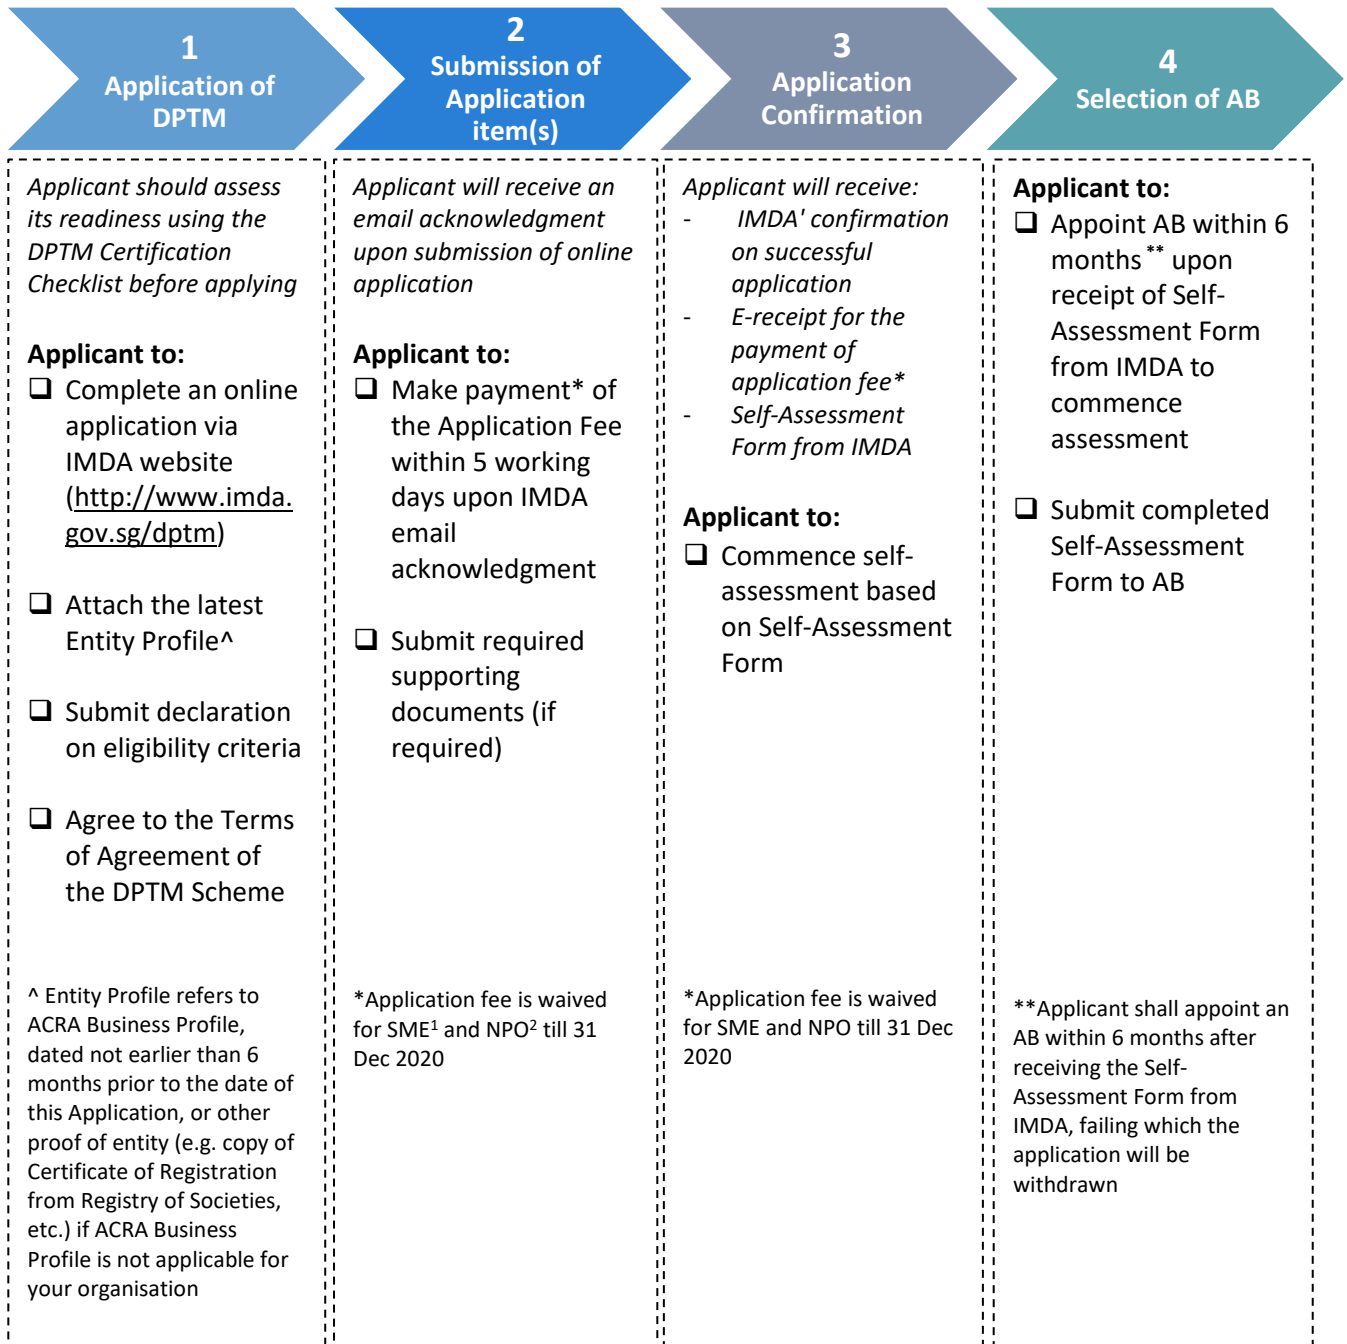 1
Application of
DPTM
2
Submission of
Application
item(s)
3
Application
Confirmation
4
Selection of AB
Applicant should assess
its readiness using the
DPTM Certification
Checklist before applying
Applicant to:
❑ Complete an online
application via
IMDA website
(http://www.imda.
gov.sg/dptm)
❑ Attach the latest
Entity Profile^
❑ Submit declaration
on eligibility criteria
❑ Agree to the Terms
of Agreement of
the DPTM Scheme
^ Entity Profile refers to
ACRA Business Profile,
dated not earlier than 6
months prior to the date of
this Application, or other
proof of entity (e.g. copy of
Certificate of Registration
from Registry of Societies,
etc.) if ACRA Business
Profile is not applicable for
your organisation
Applicant will receive an
email acknowledgment
upon submission of online
application
Applicant to:
❑ Make payment* of
the Application Fee
within 5 working
days upon IMDA
email
acknowledgment
❑ Submit required
supporting
documents (if
required)
*Application fee is waived
for SME¹ and NPO² till 31
Dec 2020
Applicant will receive:
- IMDA' confirmation
on successful
application
- E-receipt for the
payment of
application fee*
- Self-Assessment
Form from IMDA
Applicant to:
❑ Commence self-
assessment based
on Self-Assessment
Form
*Application fee is waived
for SME and NPO till 31 Dec
2020
Applicant to:
❑ Appoint AB within 6
months** upon
receipt of Self-
Assessment Form
from IMDA to
commence
assessment
❑ Submit completed
Self-Assessment
Form to AB
**Applicant shall appoint an
AB within 6 months after
receiving the Self-
Assessment Form from
IMDA, failing which the
application will be
withdrawn